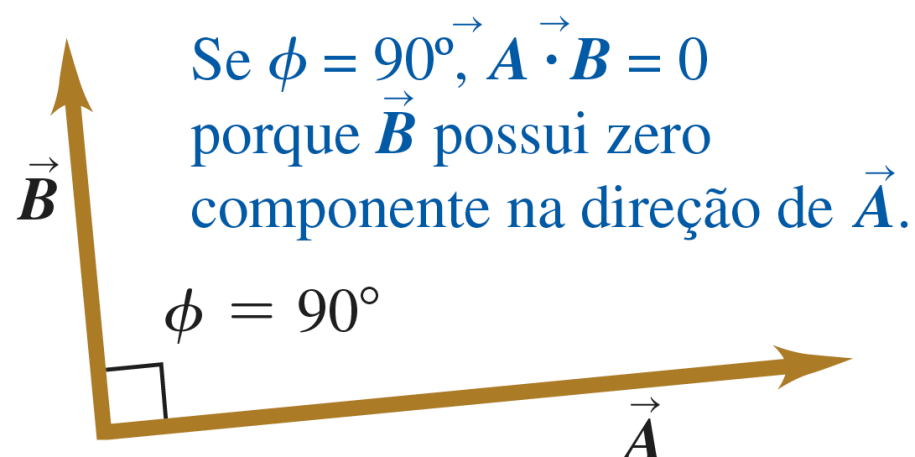 Se ϕ = 90º, A⃗ · B⃗ = 0
porque B⃗ possui zero
componente na direção de A⃗.
B⃗
ϕ = 90°
A⃗